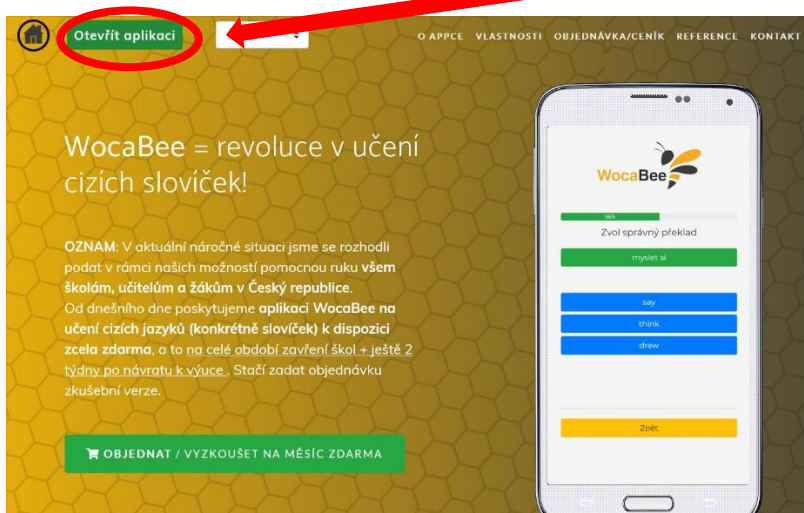 Otevřít aplikaci
O APPCE VLASTNOSTI OBJEDNÁVKA/CENÍK REFERENCE KONTAKT
WocaBee = revoluce v učení
cizích slovíček!
OZNAM: V aktuální náročné situaci jsme se rozhodli
podat v rámci našich možností pomocnou ruku všem
školám, učitelům a žákům v Český republice.
Od dnešního dne poskytujeme aplikaci WocaBee na
učení cizích jazyků (konkrétně slovíček) k dispozici
zcela zdarma, a to na celé období zavření škol + ještě 2
týdny po návratu k výuce . Stačí zadat objednávku
zkušební verze.
OBJEDNAT / VYZKOUŠET NA MĚSÍC ZDARMA
WocaBee
56%
Zvol správný překlad
myslet si
say
think
draw
Zpět